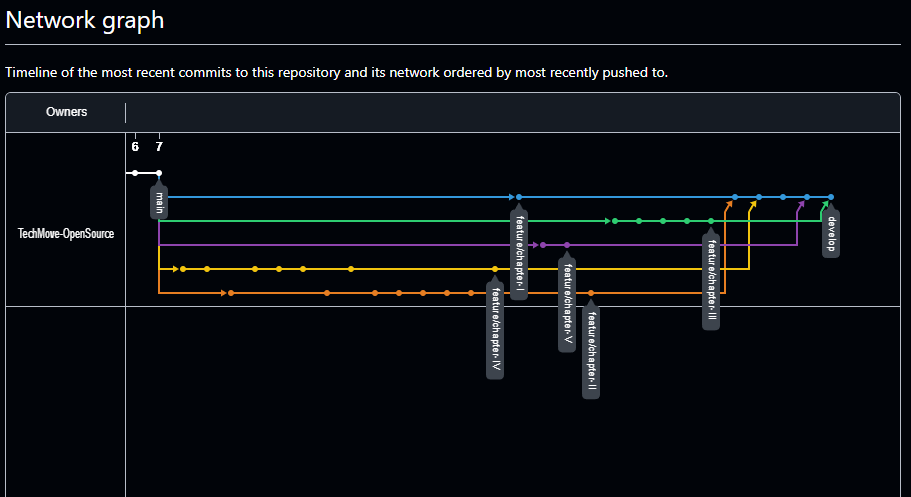 Network graph
Timeline of the most recent commits to this repository and its network ordered by most recently pushed to.
Owners
6 7
TechMove-OpenSource
main
feature/chapter-I
develop
feature/chapter-III
feature/chapter-V
feature/chapter-IV
feature/chapter-II